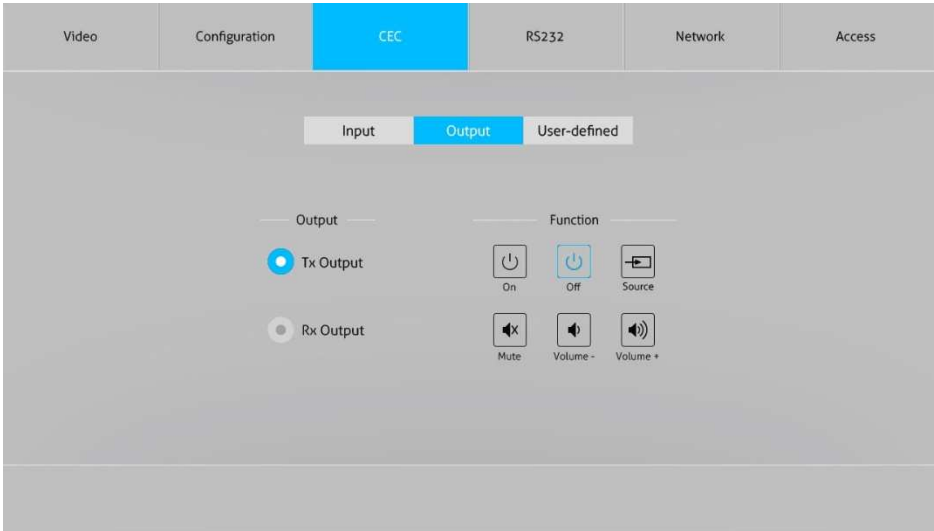 Video Configuration CEC RS232 Network Access
Input Output User-defined
Output Function
Tx Output
On Off Source
Rx Output
Mute Volume - Volume +